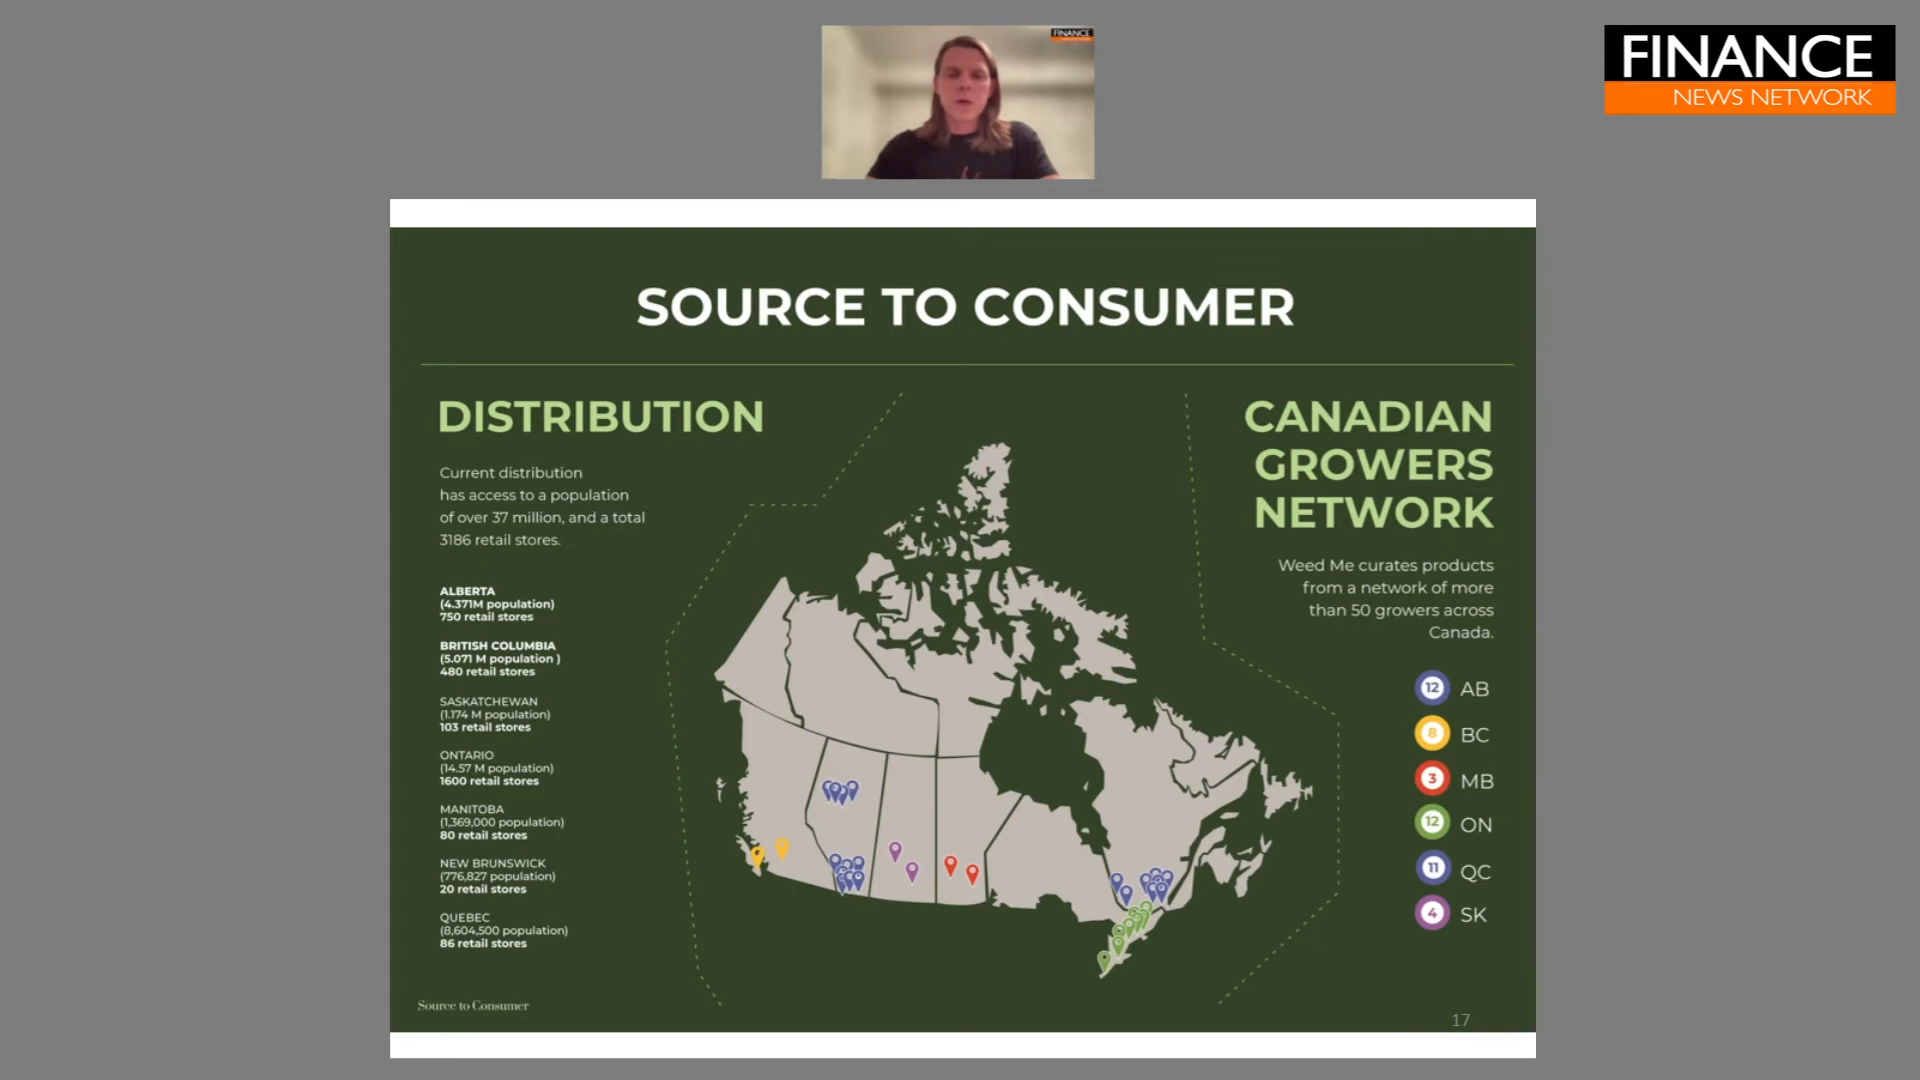 FINANCE
FINANCE
NEWS NETWORK
SOURCE TO CONSUMER
DISTRIBUTION
Current distribution
has access to a population
of over 37 million, and a total
3186 retail stores.
ALBERTA
(4.371M population)
750 retail stores
BRITISH COLUMBIA
(5.071 M population )
480 retail stores
SASKATCHEWAN
(1.174 M population)
103 retail stores
ONTARIO
(14.57 M population)
1600 retail stores
MANITOBA
(1,369,000 population)
80 retail stores
NEW BRUNSWICK
(776,827 population)
20 retail stores
QUEBEC
(8,604,500 population)
86 retail stores
CANADIAN
GROWERS
NETWORK
Weed Me curates products
from a network of more
than 50 growers across
Canada.
12 AB
8 BC
3 MB
12 ON
11 QC
4 SK
Source to Consumer
17